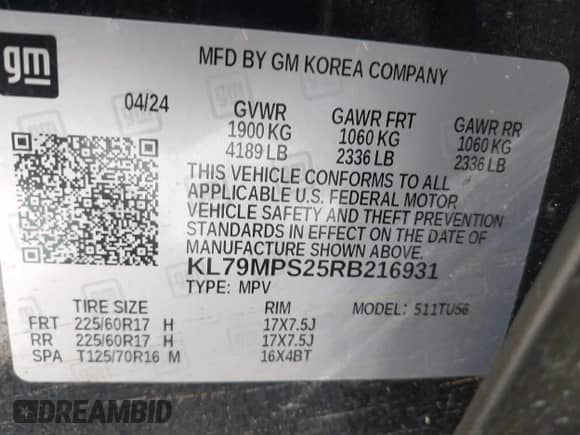 gm
MFD BY GM KOREA COMPANY
04/24 GVWR GAWR FRT GAWR RR
1900 KG 1060 KG 1060 KG
4189 LB 2336 LB 2336 LB
THIS VEHICLE CONFORMS TO ALL
APPLICABLE U.S. FEDERAL MOTOR
VEHICLE SAFETY AND THEFT PREVENTION
STANDARDS IN EFFECT ON THE DATE OF
MANUFACTURE SHOWN ABOVE.
KL79MPS25RB216931
TYPE: MPV
TIRE SIZE RIM MODEL: 511TUS6
FRT 225/60R17 H 17X7.5J
RR 225/60R17 H 17X7.5J
SPA T125/70R16 M 16X4BT
DREAMBID